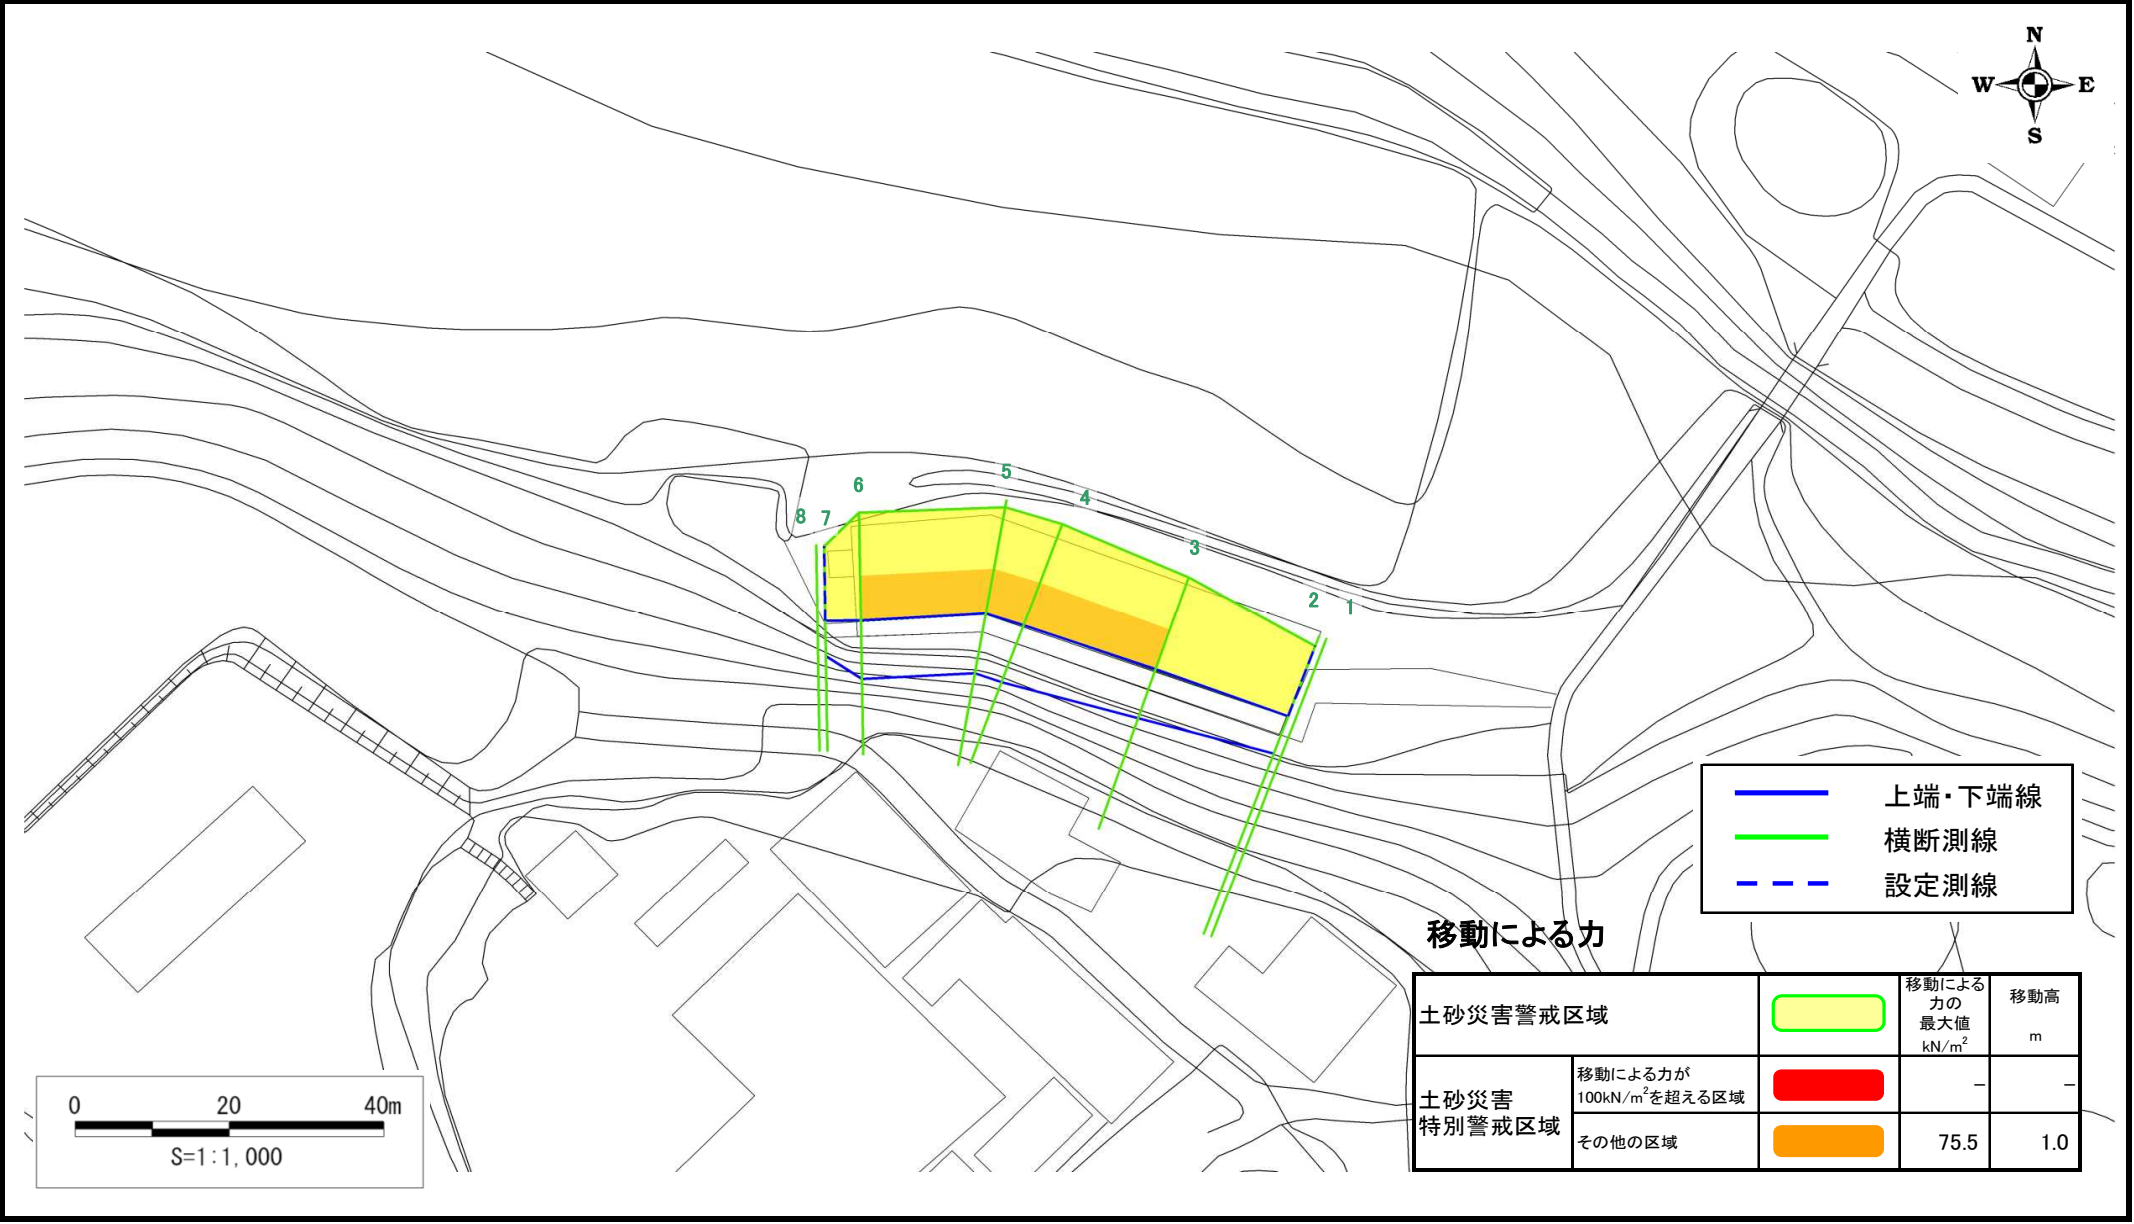 N
W E
S
5
6
4
8 7
3
2 1
上端・下端線
横断測線
設定測線
移動による力
土砂災害警戒区域
移動による
力の
最大値
kN/m²
移動高
m
土砂災害
特別警戒区域
移動による力が
100kN/m²を超える区域
－ －
その他の区域
75.5 1.0
0 20 40m
S=1:1,000